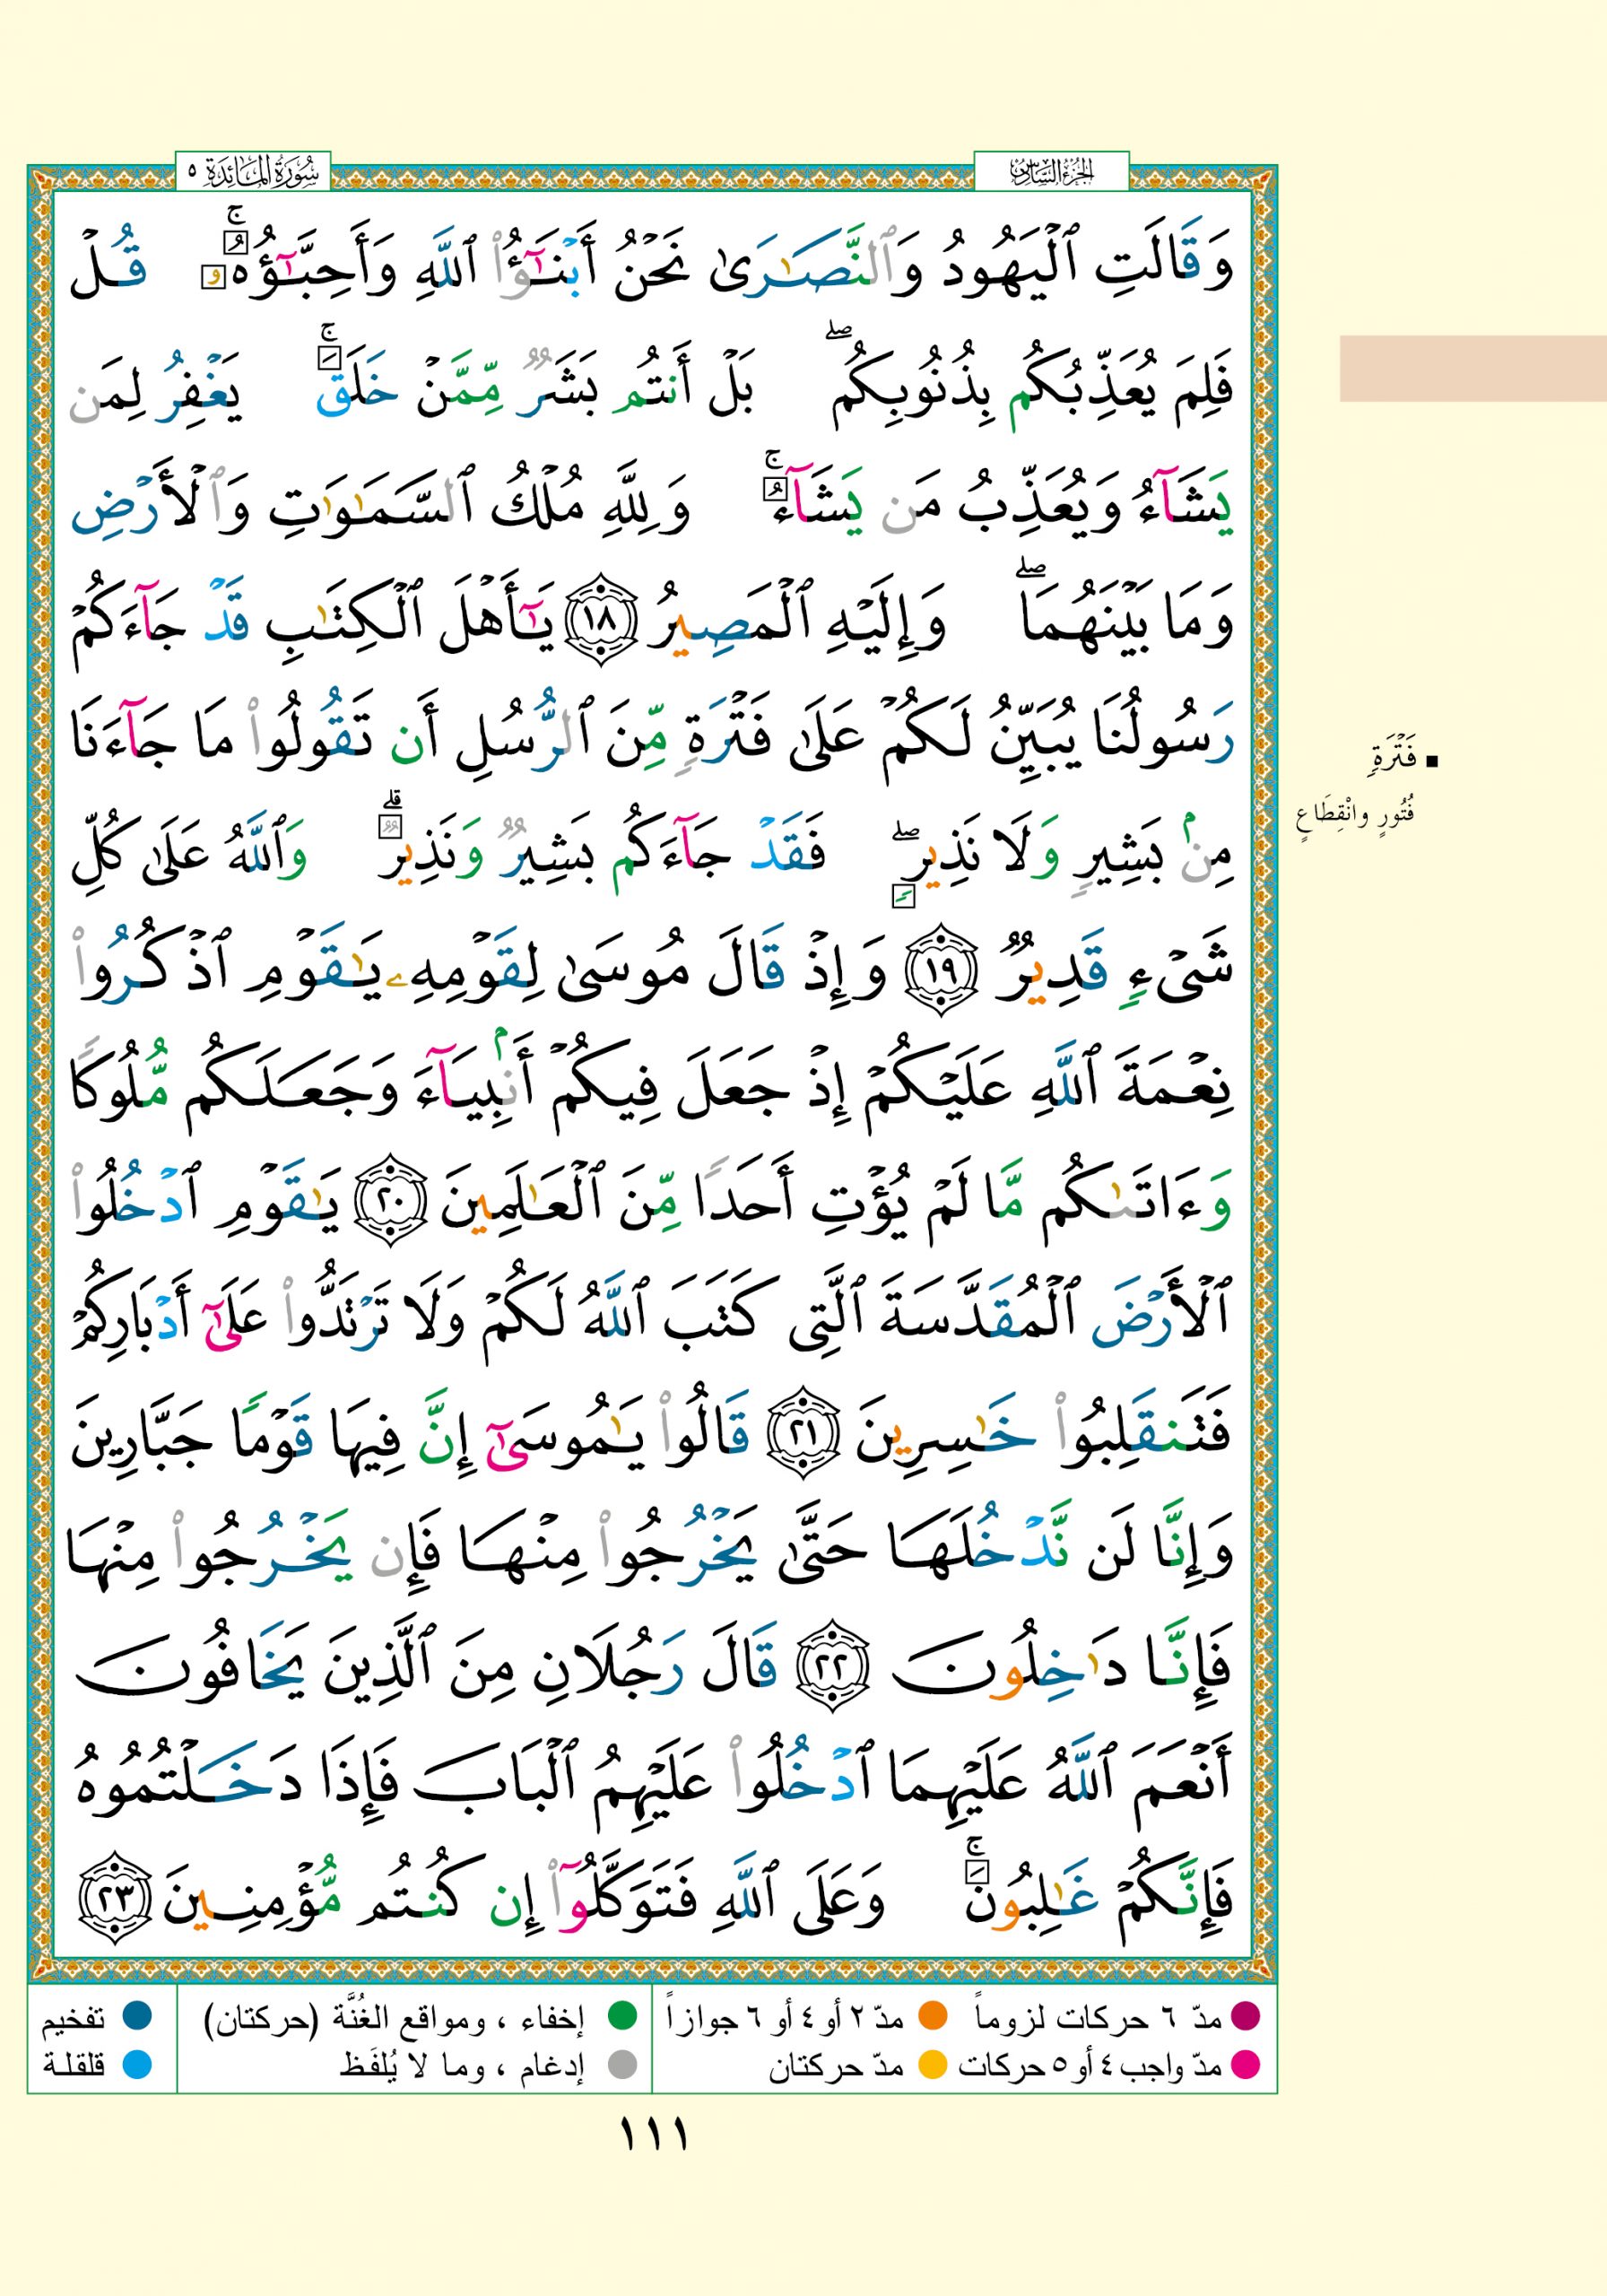 الجزء السادس
سورة المائدة ٥
وَقَالَتِ ٱلْيَهُودُ وَٱلنَّصَـٰرَىٰ نَحْنُ أَبْنَـٰٓؤُا۟ ٱللَّهِ وَأَحِبَّـٰٓؤُهُۥ ۚ قُلْ
فَلِمَ يُعَذِّبُكُم بِذُنُوبِكُم ۖ بَلْ أَنتُم بَشَرٌ مِّمَّنْ خَلَقَ ۚ يَغْفِرُ لِمَن
يَشَآءُ وَيُعَذِّبُ مَن يَشَآءُ ۚ وَلِلَّهِ مُلْكُ ٱلسَّمَـٰوَٰتِ وَٱلْأَرْضِ
وَمَا بَيْنَهُمَا ۖ وَإِلَيْهِ ٱلْمَصِيرُ ١٨ يَـٰٓأَهْلَ ٱلْكِتَـٰبِ قَدْ جَآءَكُمْ
رَسُولُنَا يُبَيِّنُ لَكُمْ عَلَىٰ فَتْرَةٍ مِّنَ ٱلرُّسُلِ أَن تَقُولُوا۟ مَا جَآءَنَا
مِنۢ بَشِيرٍ وَلَا نَذِيرٍ ۖ فَقَدْ جَآءَكُم بَشِيرٌ وَنَذِيرٌ ۗ وَٱللَّهُ عَلَىٰ كُلِّ
شَىْءٍ قَدِيرٌ ١٩ وَإِذْ قَالَ مُوسَىٰ لِقَوْمِهِۦ يَـٰقَوْمِ ٱذْكُرُوا۟
نِعْمَةَ ٱللَّهِ عَلَيْكُمْ إِذْ جَعَلَ فِيكُمْ أَنۢبِيَآءَ وَجَعَلَكُم مُّلُوكًا
وَءَاتَىٰكُم مَّا لَمْ يُؤْتِ أَحَدًا مِّنَ ٱلْعَـٰلَمِينَ ٢٠ يَـٰقَوْمِ ٱدْخُلُوا۟
ٱلْأَرْضَ ٱلْمُقَدَّسَةَ ٱلَّتِى كَتَبَ ٱللَّهُ لَكُمْ وَلَا تَرْتَدُّوا۟ عَلَىٰٓ أَدْبَارِكُمْ
فَتَنقَلِبُوا۟ خَـٰسِرِينَ ٢١ قَالُوا۟ يَـٰمُوسَىٰٓ إِنَّ فِيهَا قَوْمًا جَبَّارِينَ
وَإِنَّا لَن نَّدْخُلَهَا حَتَّىٰ يَخْرُجُوا۟ مِنْهَا فَإِن يَخْرُجُوا۟ مِنْهَا
فَإِنَّا دَٰخِلُونَ ٢٢ قَالَ رَجُلَانِ مِنَ ٱلَّذِينَ يَخَافُونَ
أَنْعَمَ ٱللَّهُ عَلَيْهِمَا ٱدْخُلُوا۟ عَلَيْهِمُ ٱلْبَابَ فَإِذَا دَخَلْتُمُوهُ
فَإِنَّكُمْ غَـٰلِبُونَ ۚ وَعَلَى ٱللَّهِ فَتَوَكَّلُوٓا۟ إِن كُنتُم مُّؤْمِنِينَ ٢٣
▪ فَتْرَةٍ
فُتُورٍ وانْقِطَاعٍ
مدّ ٦ حركات لزوماً مدّ ٢ أو ٤ أو ٦ جوازاً إخفاء ، ومواقع الغُنَّة (حركتان) تفخيم
مدّ واجب ٤ أو ٥ حركات مدّ حركتان إدغام ، وما لا يُلفَظ قلقلة
١١١